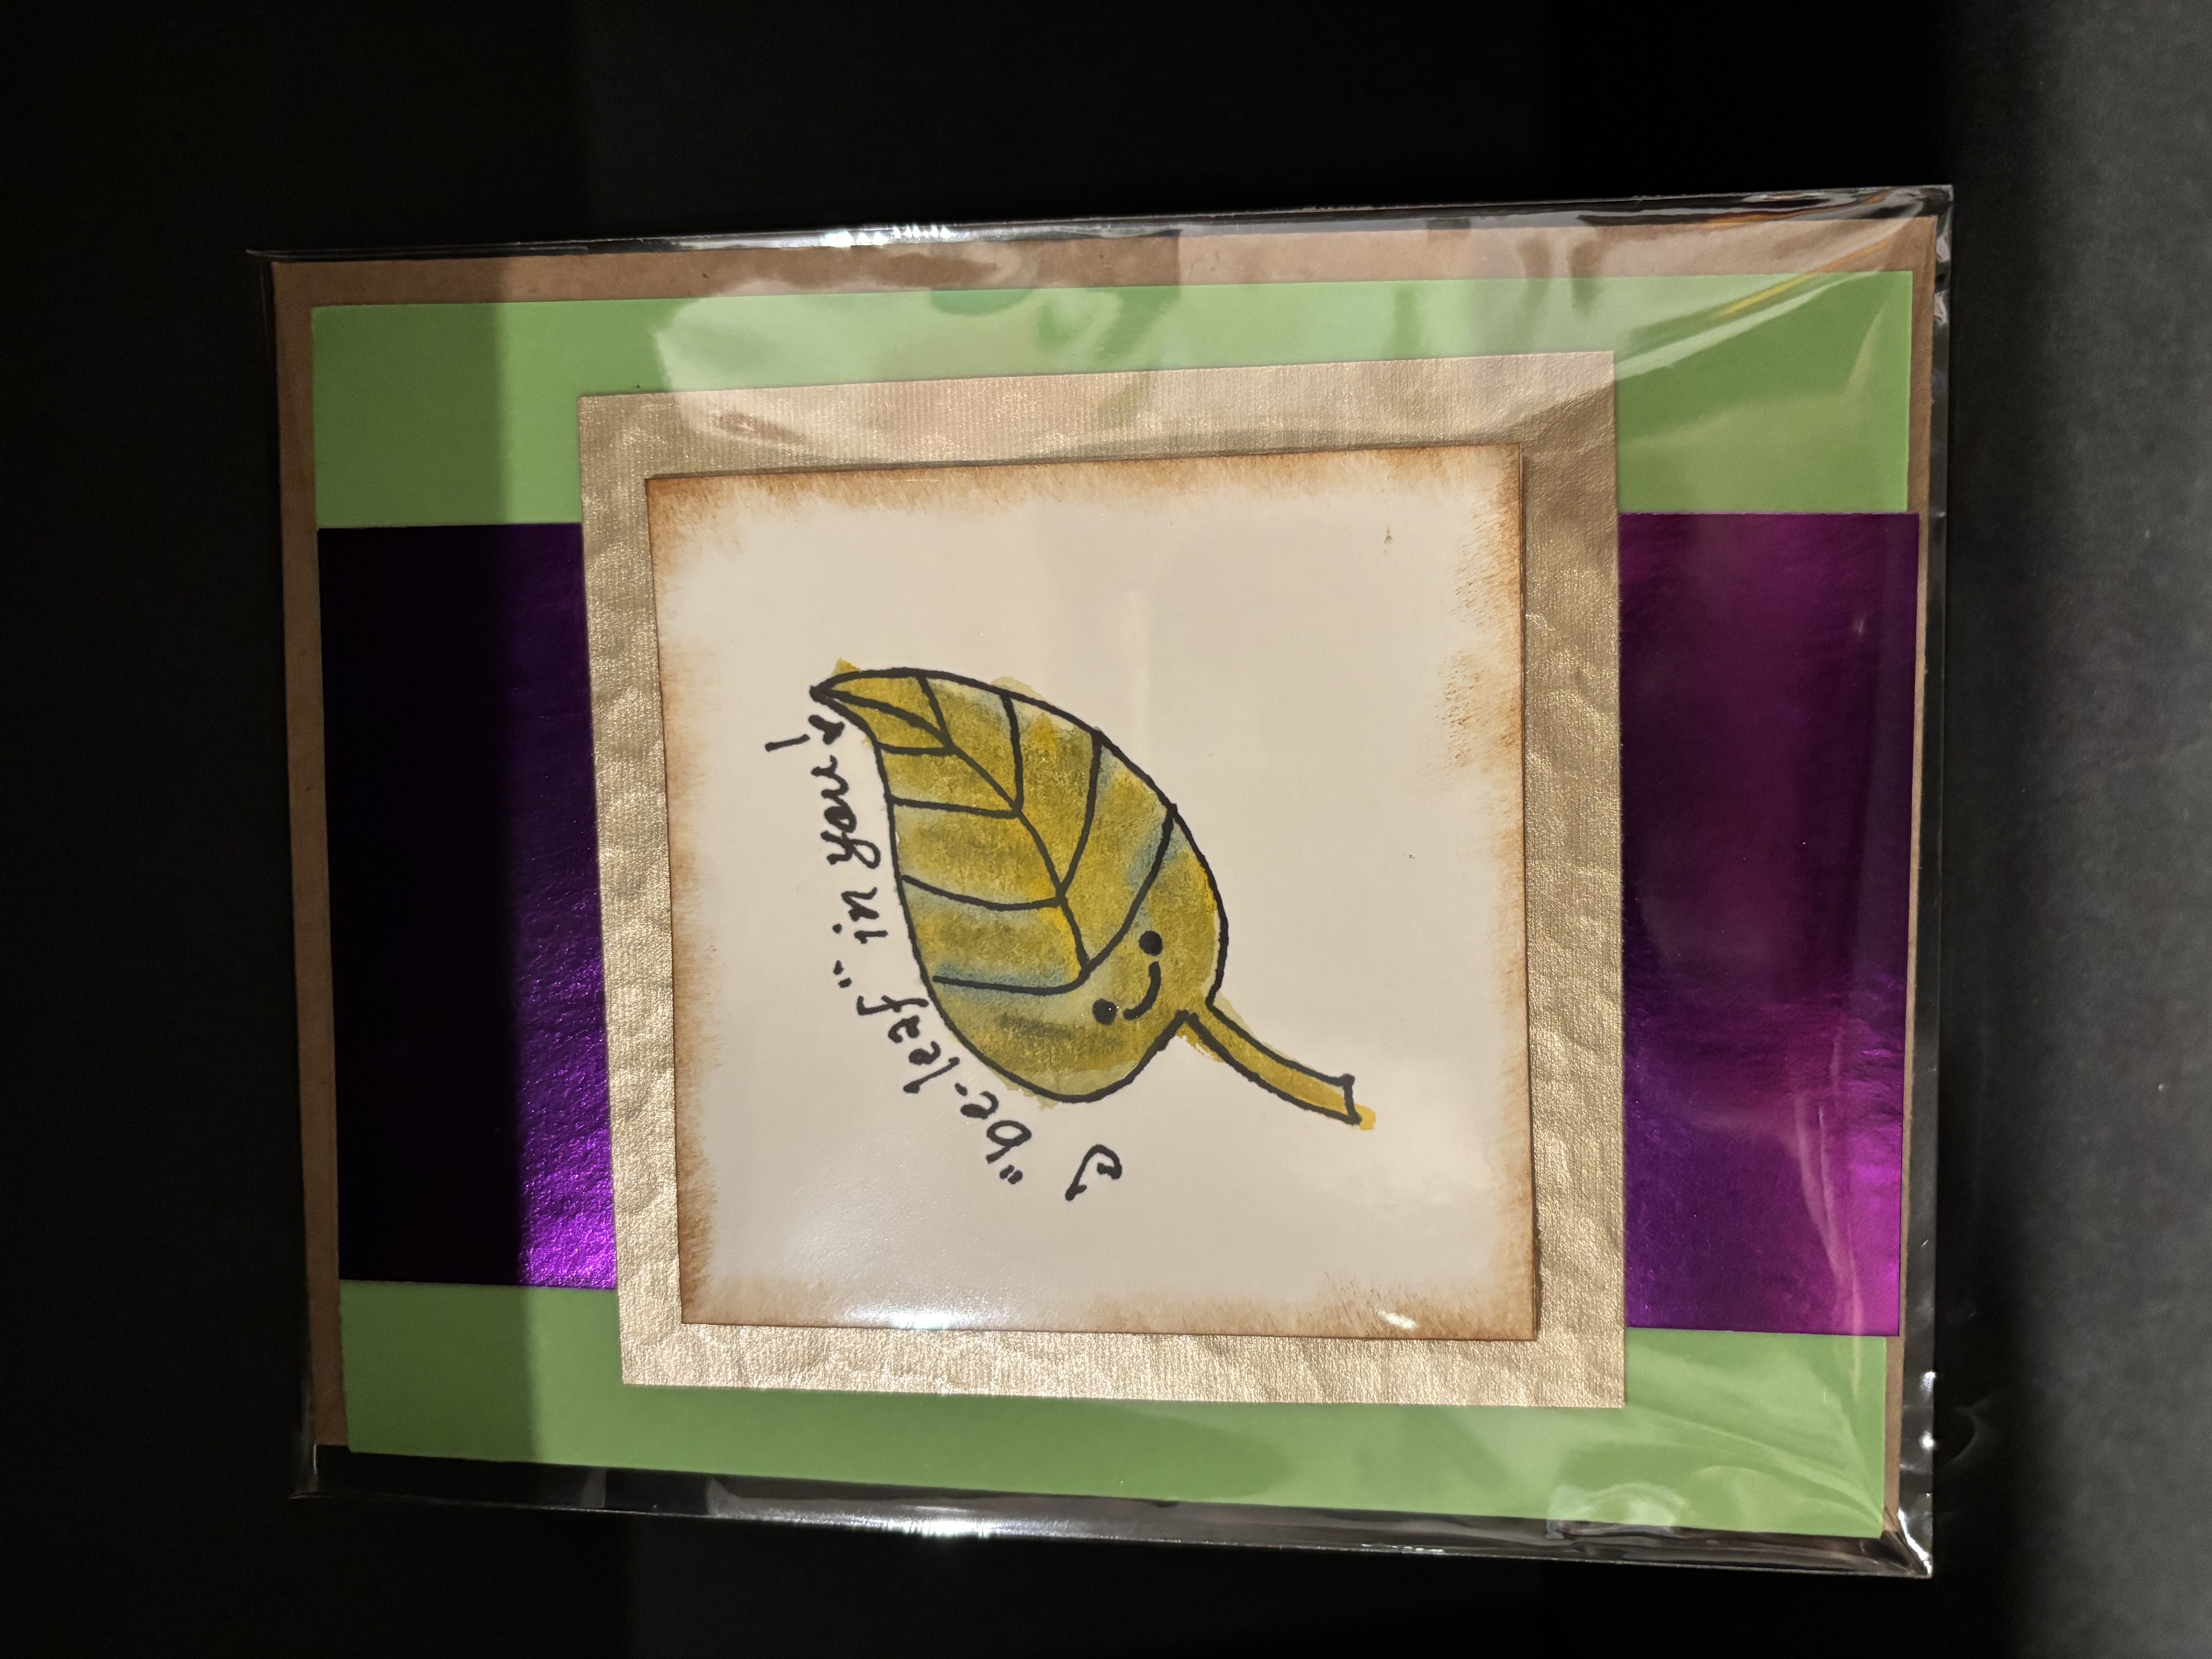 I "be-leaf" in you!